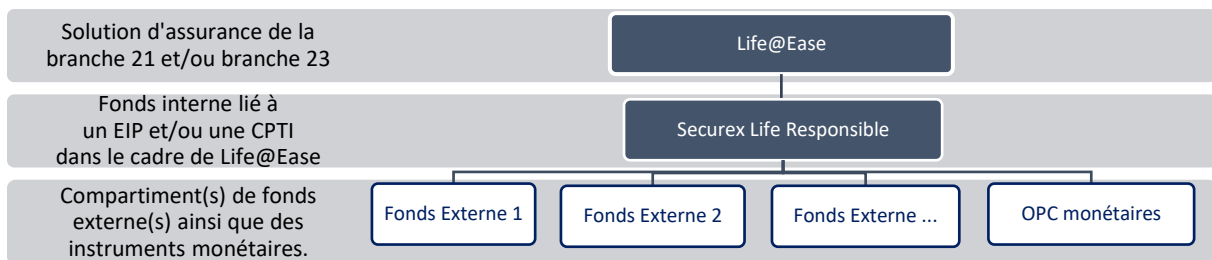 Solution d'assurance de la
branche 21 et/ou branche 23
Life@Ease
Fonds interne lié à
un EIP et/ou une CPTI
dans le cadre de Life@Ease
Securex Life Responsible
Compartiment(s) de fonds
externe(s) ainsi que des
instruments monétaires.
Fonds Externe 1
Fonds Externe 2
Fonds Externe ...
OPC monétaires